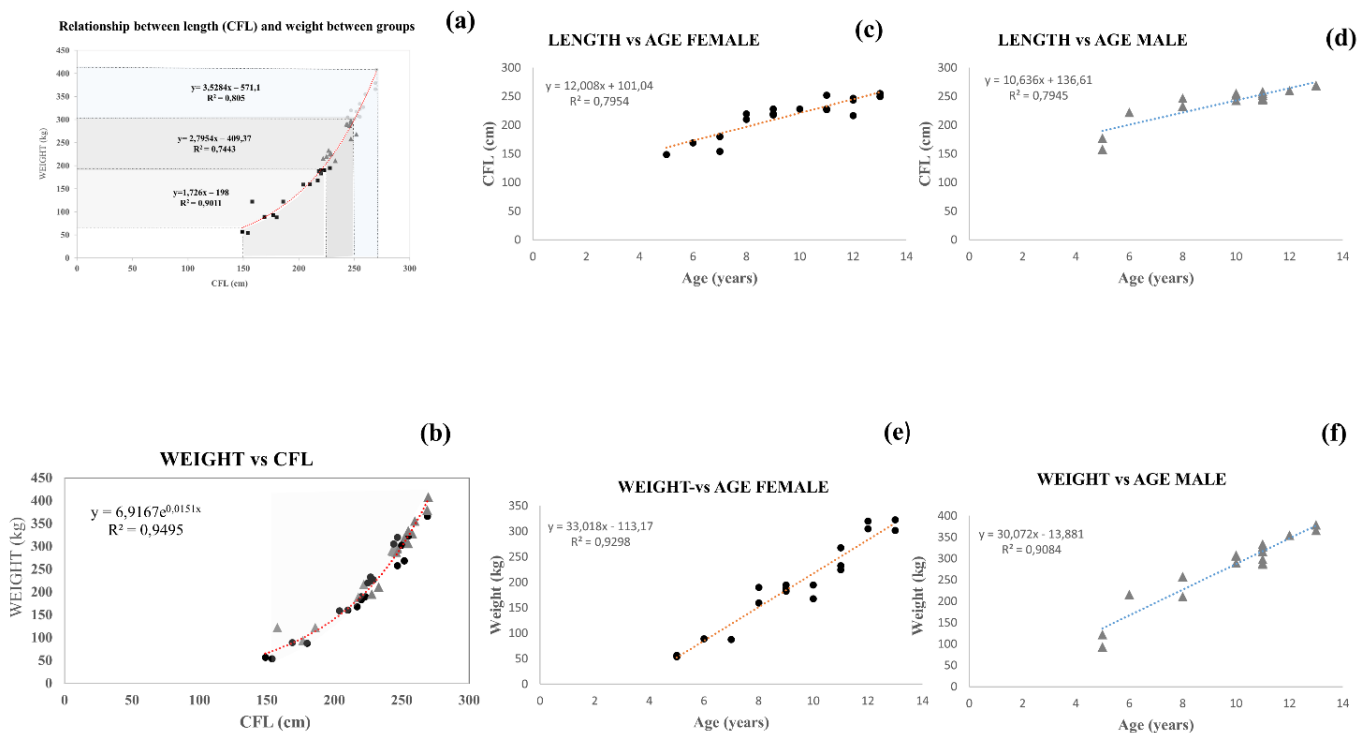 Relationship between length (CFL) and weight between groups
(a)
WEIGHT (kg)
450
400
350
300
250
200
150
100
50
0
y= 3,5284x – 571,1
R² = 0,805
y= 2,7954x – 409,37
R² = 0,7443
y=1,726x – 198
R² = 0,9011
0 50 100 150 200 250 300
CFL (cm)
(c)
LENGTH vs AGE FEMALE
y = 12,008x + 101,04
R² = 0,7954
CFL (cm)
300
250
200
150
100
50
0
0 2 4 6 8 10 12 14
Age (years)
(d)
LENGTH vs AGE MALE
y = 10,636x + 136,61
R² = 0,7945
CFL (cm)
300
250
200
150
100
50
0
0 2 4 6 8 10 12 14
Age (years)
(b)
WEIGHT vs CFL
y = 6,9167e0,0151x
R² = 0,9495
WEIGHT (kg)
450
400
350
300
250
200
150
100
50
0
0 50 100 150 200 250 300
CFL (cm)
(e)
WEIGHT-vs AGE FEMALE
y = 33,018x - 113,17
R² = 0,9298
Weight (kg)
350
300
250
200
150
100
50
0
0 2 4 6 8 10 12 14
Age (years)
(f)
WEIGHT vs AGE MALE
y = 30,072x - 13,881
R² = 0,9084
Weight (kg)
400
350
300
250
200
150
100
50
0
0 2 4 6 8 10 12 14
Age (years)